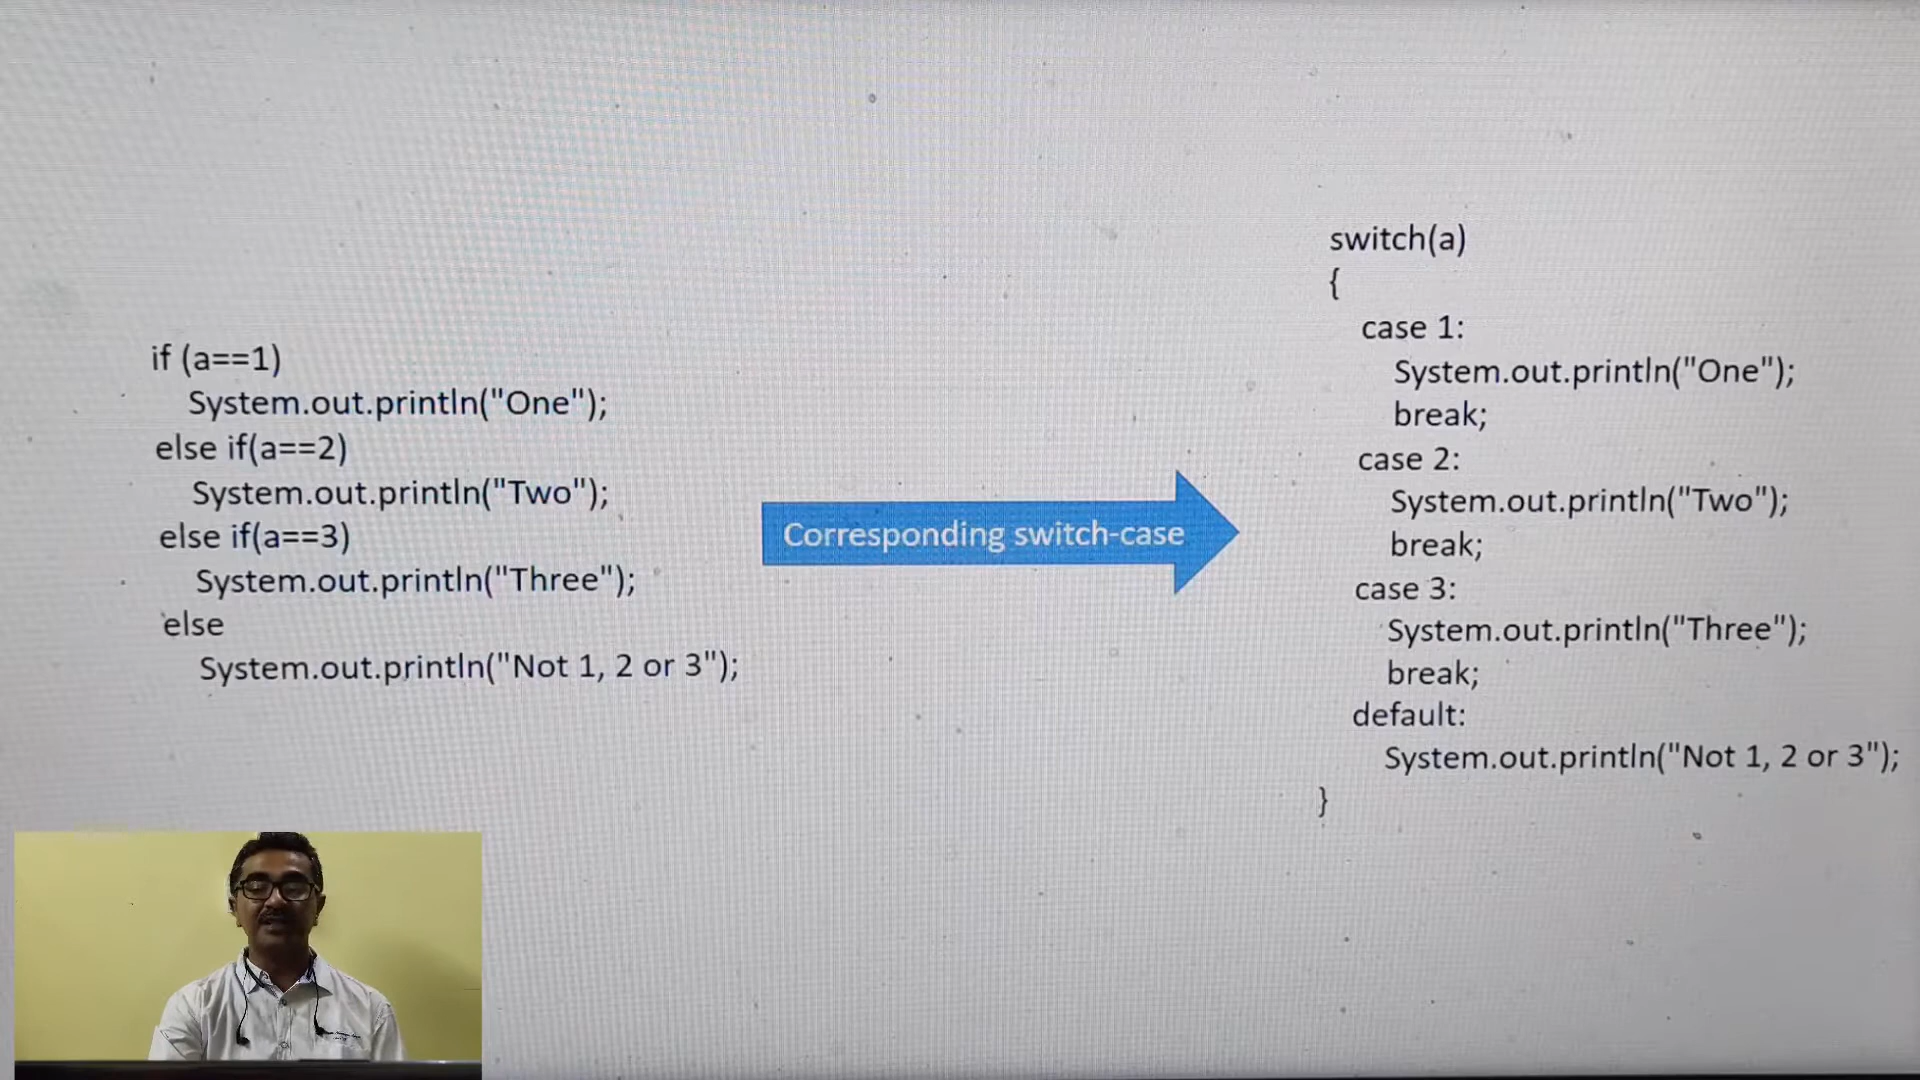 if (a==1)
System.out.println("One");
else if(a==2)
System.out.println("Two");
else if(a==3)
System.out.println("Three");
else
System.out.println("Not 1, 2 or 3");
Corresponding switch-case
switch(a)
{
case 1:
System.out.println("One");
break;
case 2:
System.out.println("Two");
break;
case 3:
System.out.println("Three");
break;
default:
System.out.println("Not 1, 2 or 3");
}